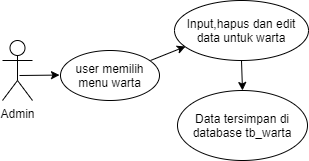 Input,hapus dan edit
data untuk warta
user memilih
menu warta
Admin
Data tersimpan di
database tb_warta